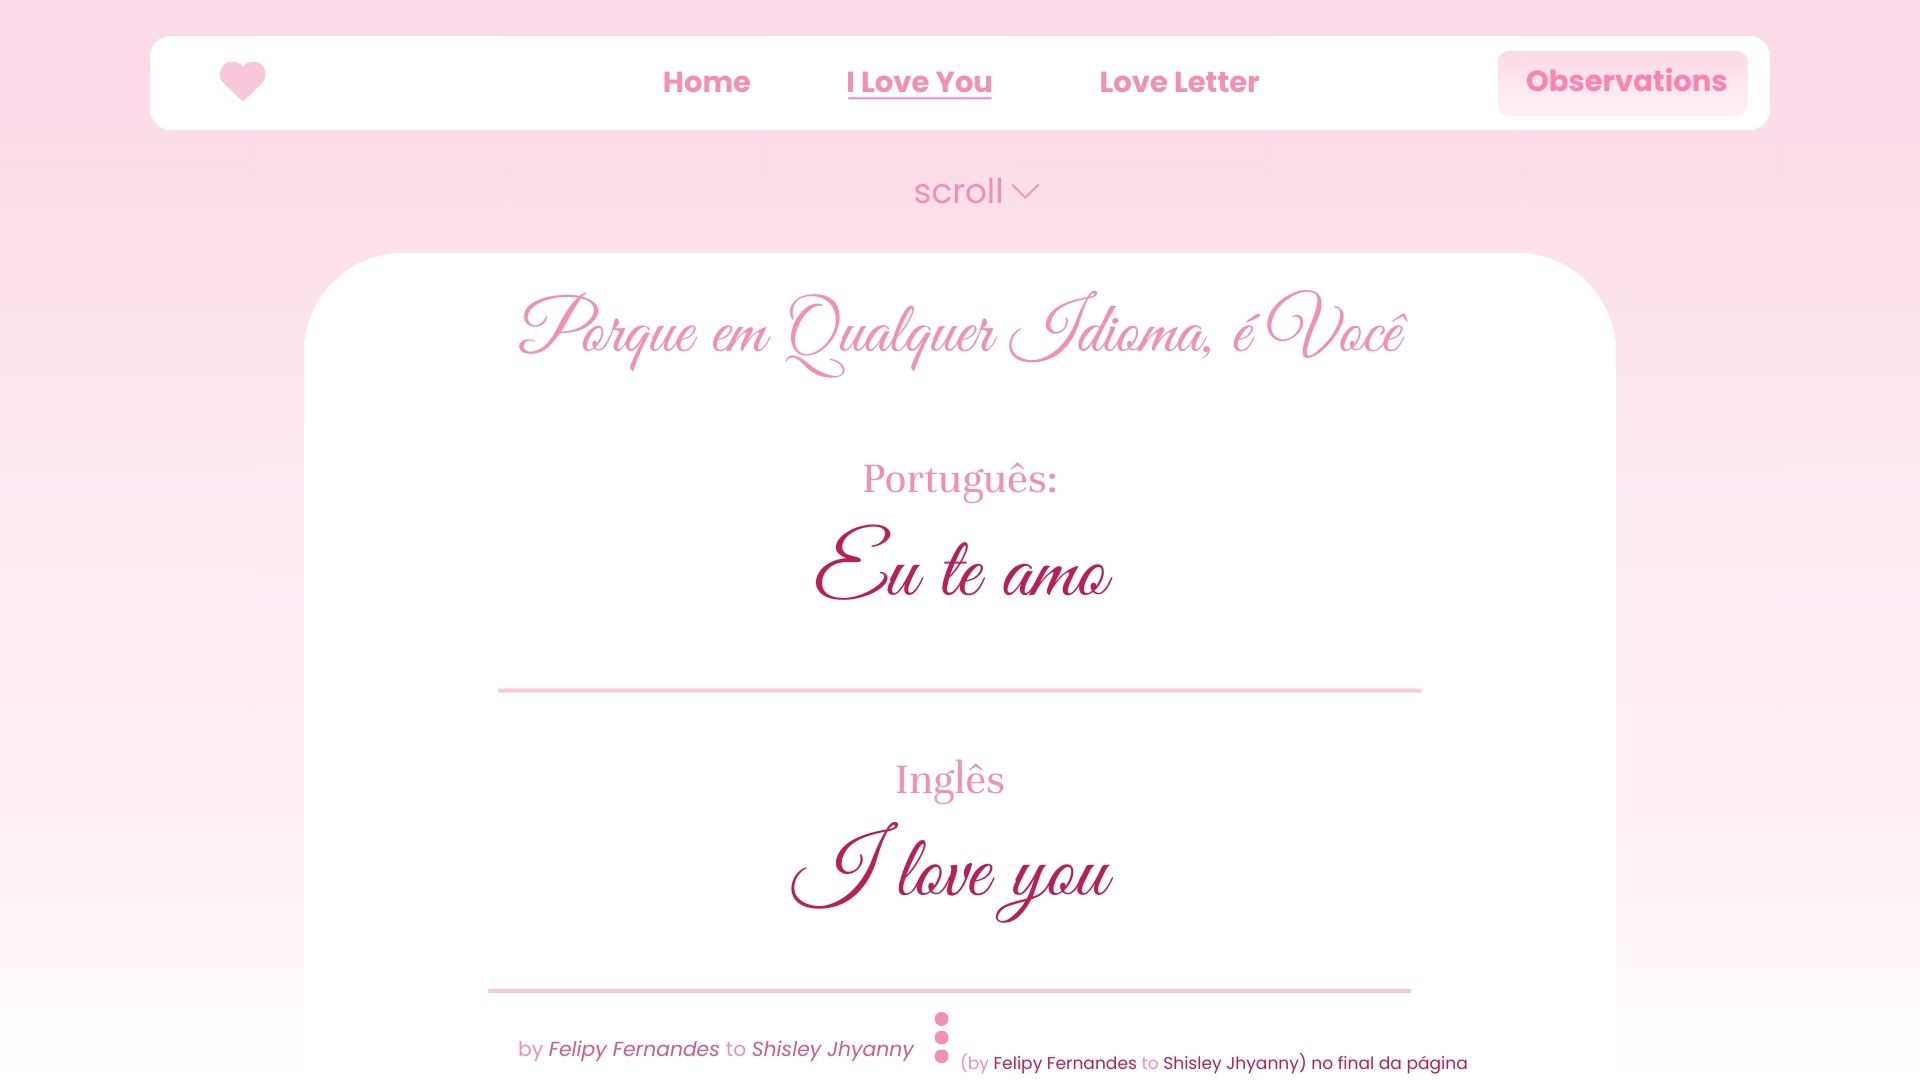 Home I Love You Love Letter Observations
scroll
Porque em Qualquer Idioma, é Você
Português:
Eu te amo
Inglês
I love you
by Felipy Fernandes to Shisley Jhyanny
(by Felipy Fernandes to Shisley Jhyanny) no final da página